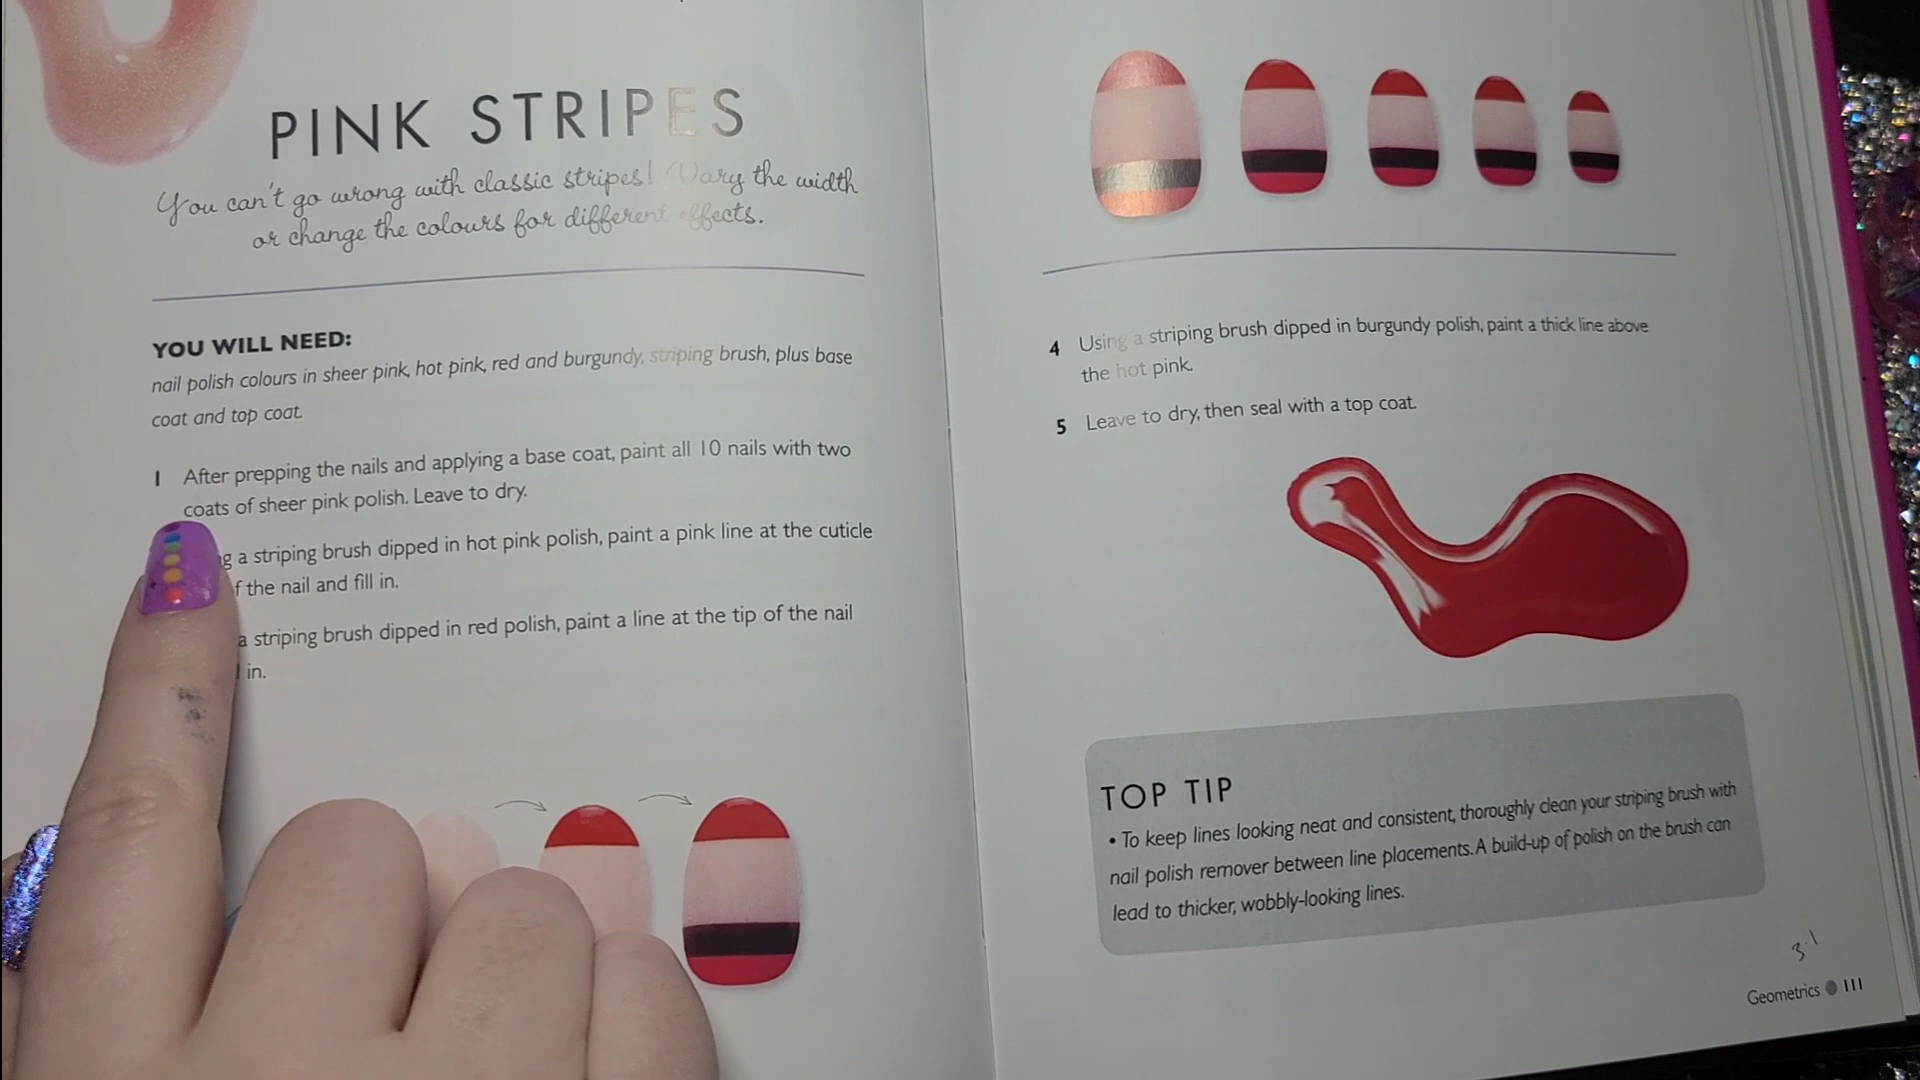 PINK STRIPES
You can't go wrong with classic stripes! Vary the width
or change the colours for different effects.
YOU WILL NEED:
nail polish colours in sheer pink, hot pink, red and burgundy, striping brush, plus base
coat and top coat.
1 After prepping the nails and applying a base coat, paint all 10 nails with two
coats of sheer pink polish. Leave to dry.
a striping brush dipped in hot pink polish, paint a pink line at the cuticle
the nail and fill in.
a striping brush dipped in red polish, paint a line at the tip of the nail
in.
4 Using a striping brush dipped in burgundy polish, paint a thick line above
the hot pink.
5 Leave to dry, then seal with a top coat.
TOP TIP
• To keep lines looking neat and consistent, thoroughly clean your striping brush with
nail polish remover between line placements. A build-up of polish on the brush can
lead to thicker, wobbly-looking lines.
3.1
Geometrics ● 111